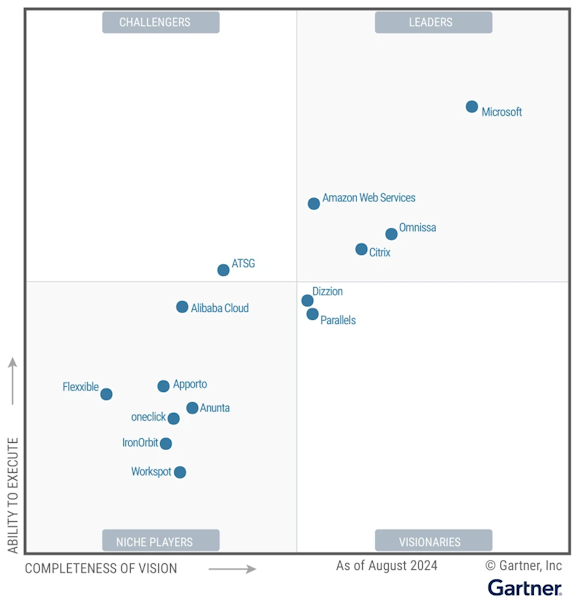 CHALLENGERS
LEADERS
Microsoft
Amazon Web Services
Omnissa
Citrix
ATSG
Dizzion
Alibaba Cloud
Parallels
Flexxible
Apporto
Anunta
oneclick
IronOrbit
Workspot
ABILITY TO EXECUTE
NICHE PLAYERS
VISIONARIES
COMPLETENESS OF VISION
As of August 2024
© Gartner, Inc
Gartner.